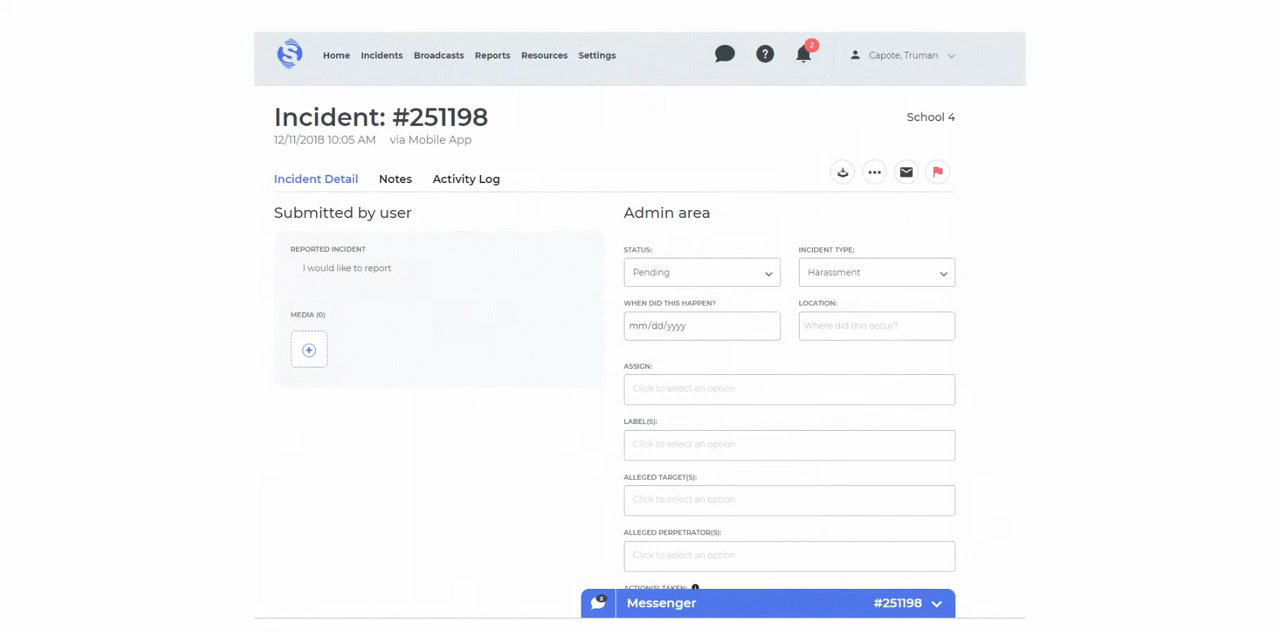 Home Incidents Broadcasts Reports Resources Settings 2 Capote, Truman
Incident: #251198 School 4
12/11/2018 10:05 AM via Mobile App
Incident Detail Notes Activity Log
Submitted by user Admin area
REPORTED INCIDENT STATUS: INCIDENT TYPE:
I would like to report Pending Harassment
MEDIA (0) WHEN DID THIS HAPPEN? LOCATION:
mm/dd/yyyy Where did this occur?
ASSIGN:
Click to select an option
LABEL(S):
Click to select an option
ALLEGED TARGET(S):
Click to select an option
ALLEGED PERPETRATOR(S):
Click to select an option
ACTION(S) TAKEN:
Messenger #251198